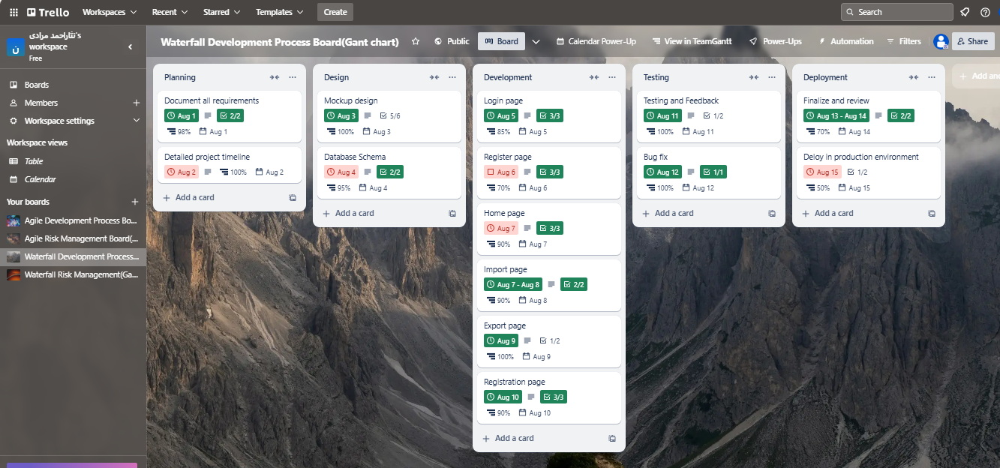 Trello
Workspaces
Recent
Starred
Templates
Create
Search
نثاراحمد مرادی's
workspace
Free
ن
Boards
Members
Workspace settings
Workspace views
Table
Calendar
Your boards
Agile Development Process Bo...
Agile Risk Management Board(...
Waterfall Development Process...
Waterfall Risk Management(Ga...
Waterfall Development Process Board(Gant chart)
Public
Board
Calendar Power-Up
View in TeamGantt
Power-Ups
Automation
Filters
Share
Planning
Document all requirements
Aug 1 2/2
98% Aug 1
Detailed project timeline
Aug 2 100% Aug 2
Add a card
Design
Mockup design
Aug 3 5/6
100% Aug 3
Database Schema
Aug 4 2/2
95% Aug 4
Add a card
Development
Login page
Aug 5 3/3
85% Aug 5
Register page
Aug 6 3/3
70% Aug 6
Home page
Aug 7 3/3
90% Aug 7
Import page
Aug 7 - Aug 8 2/2
90% Aug 8
Export page
Aug 9 1/2
100% Aug 9
Registration page
Aug 10 3/3
90% Aug 10
Add a card
Testing
Testing and Feedback
Aug 11 1/2
100% Aug 11
Bug fix
Aug 12 1/1
100% Aug 12
Add a card
Deployment
Finalize and review
Aug 13 - Aug 14 2/2
70% Aug 14
Deloy in production environment
Aug 15 1/2
50% Aug 15
Add a card
Add an